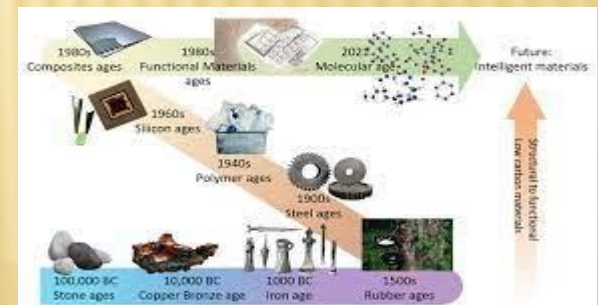 1980s
Composites ages
1980s
Functional Materials
ages
2022
Molecular age
Future:
Intelligent materials
1960s
Silicon ages
1940s
Polymer ages
1900s
Steel ages
100,000 BC
Stone ages
10,000 BC
Copper Bronze age
1000 BC
Iron age
1500s
Rubber ages
Structural to functional
Low carbon materials